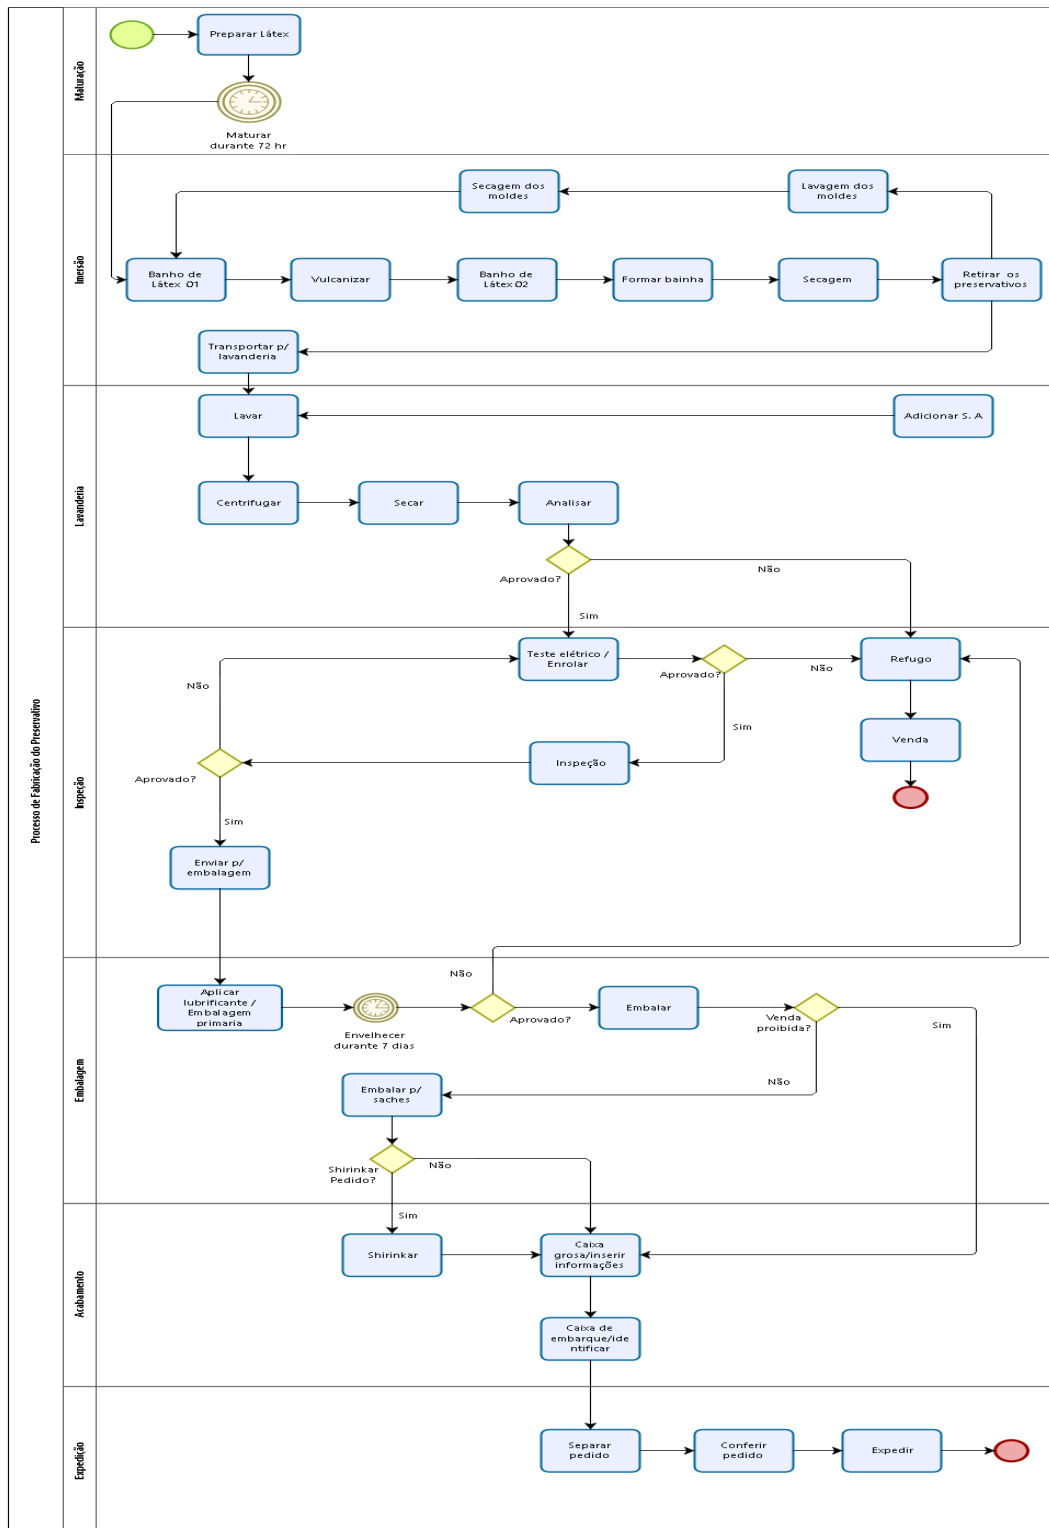 Processo de Fabricação do Preservativo
Maturação
Preparar Látex
Maturar
durante 72 hr
Imersão
Secagem dos
moldes
Lavagem dos
moldes
Banho de
Látex 01
Vulcanizar
Banho de
Látex 02
Formar bainha
Secagem
Retirar os
preservativos
Transportar p/
lavanderia
Lavanderia
Lavar
Adicionar S. A
Centrifugar
Secar
Analisar
Aprovado?
Não
Sim
Inspeção
Teste elétrico /
Enrolar
Aprovado?
Não
Refugo
Não
Sim
Venda
Inspeção
Aprovado?
Sim
Enviar p/
embalagem
Embalagem
Não
Aplicar
lubrificante /
Embalagem
primaria
Envelhecer
durante 7 dias
Aprovado?
Embalar
Venda
proibida?
Sim
Não
Embalar p/
saches
Shirinkar
Pedido?
Não
Sim
Acabamento
Shirinkar
Caixa
grosa/inserir
informações
Caixa de
embarque/ide
ntificar
Expedição
Separar
pedido
Conferir
pedido
Expedir